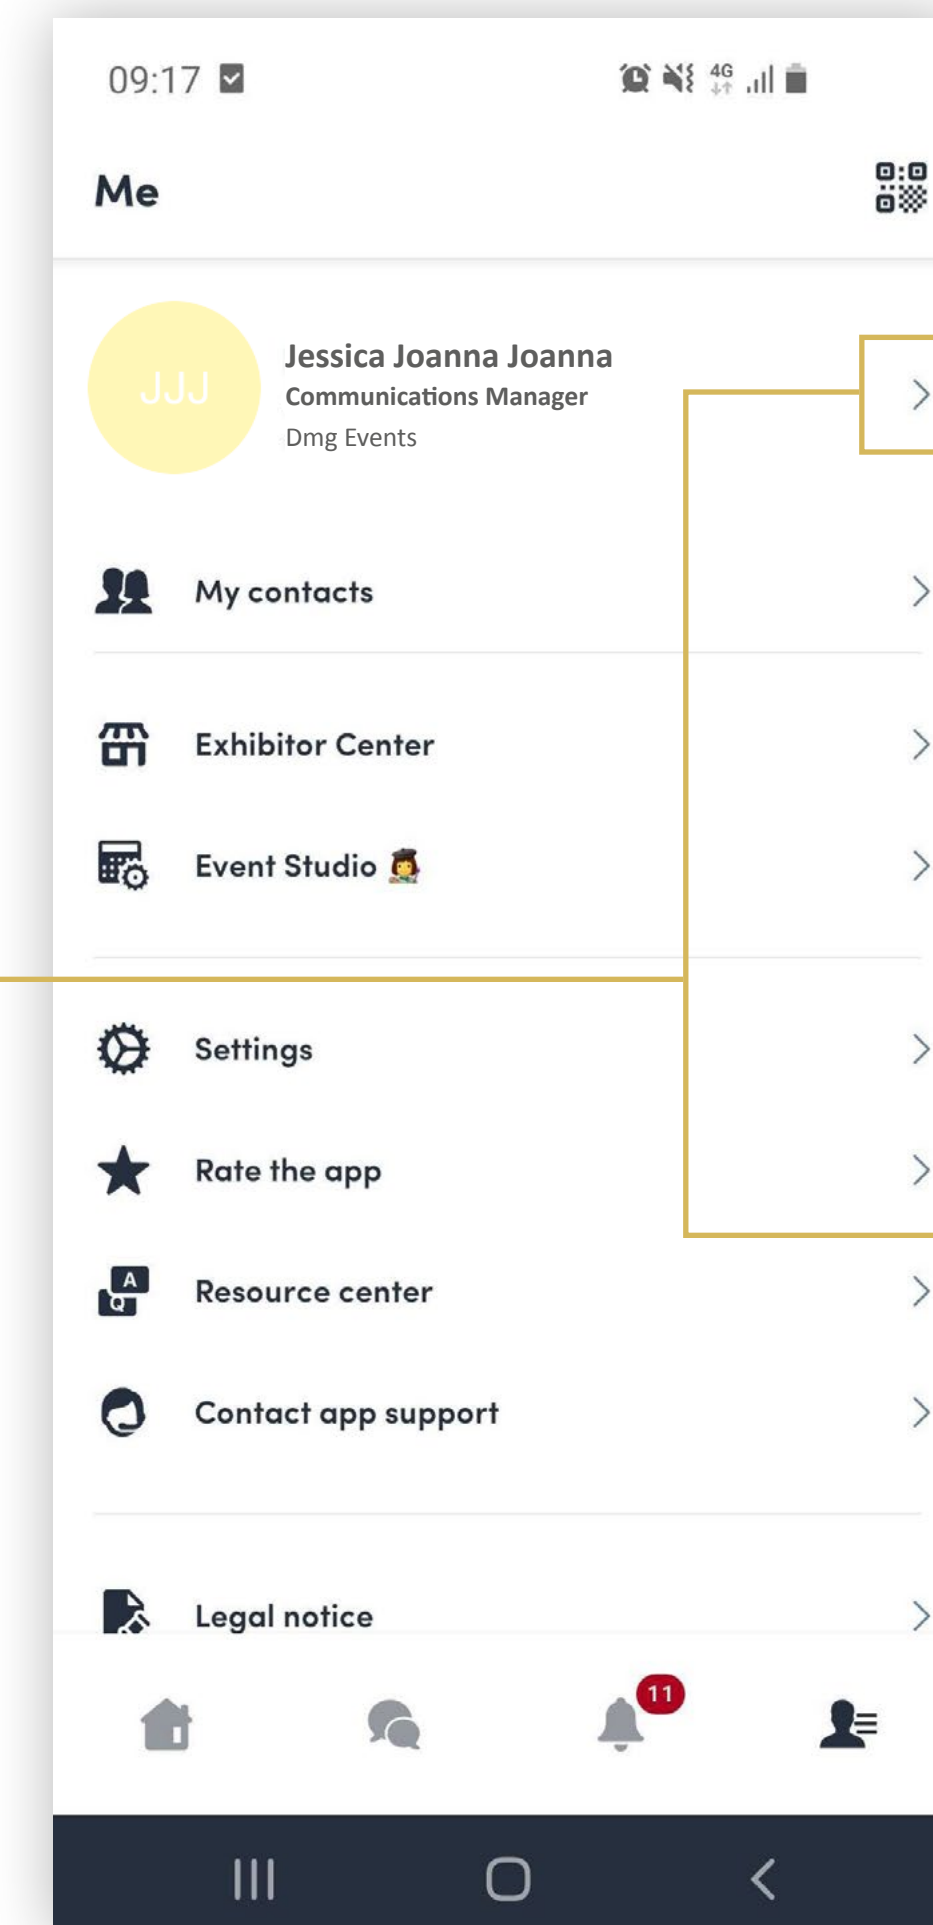 09:17
4G
Me
JJJ
Jessica Joanna Joanna
Communications Manager
Dmg Events
My contacts
Exhibitor Center
Event Studio
Settings
Rate the app
A
Q
Resource center
Contact app support
Legal notice
11